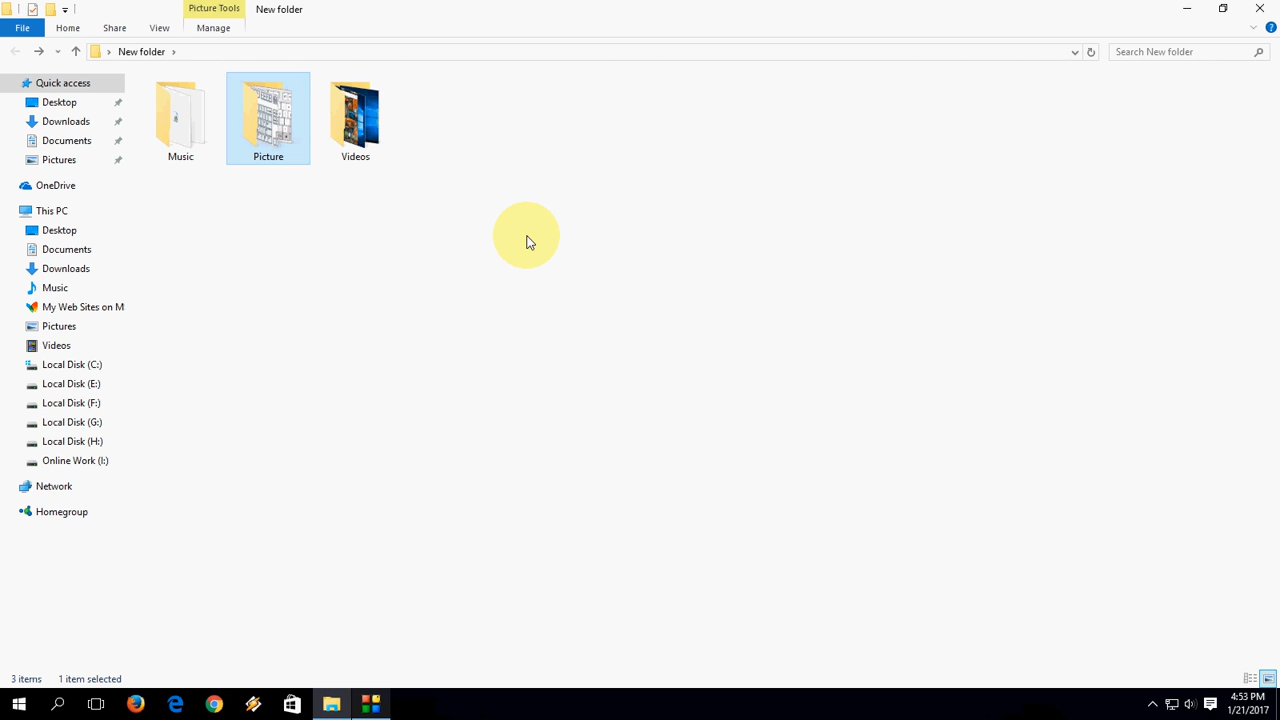 Picture Tools
New folder
File
Home
Share
View
Manage
New folder
Search New folder
Quick access
Desktop
Downloads
Documents
Pictures
OneDrive
This PC
Desktop
Documents
Downloads
Music
My Web Sites on M
Pictures
Videos
Local Disk (C:)
Local Disk (E:)
Local Disk (F:)
Local Disk (G:)
Local Disk (H:)
Online Work (I:)
Network
Homegroup
Music
Picture
Videos
3 items
1 item selected
4:53 PM
1/21/2017